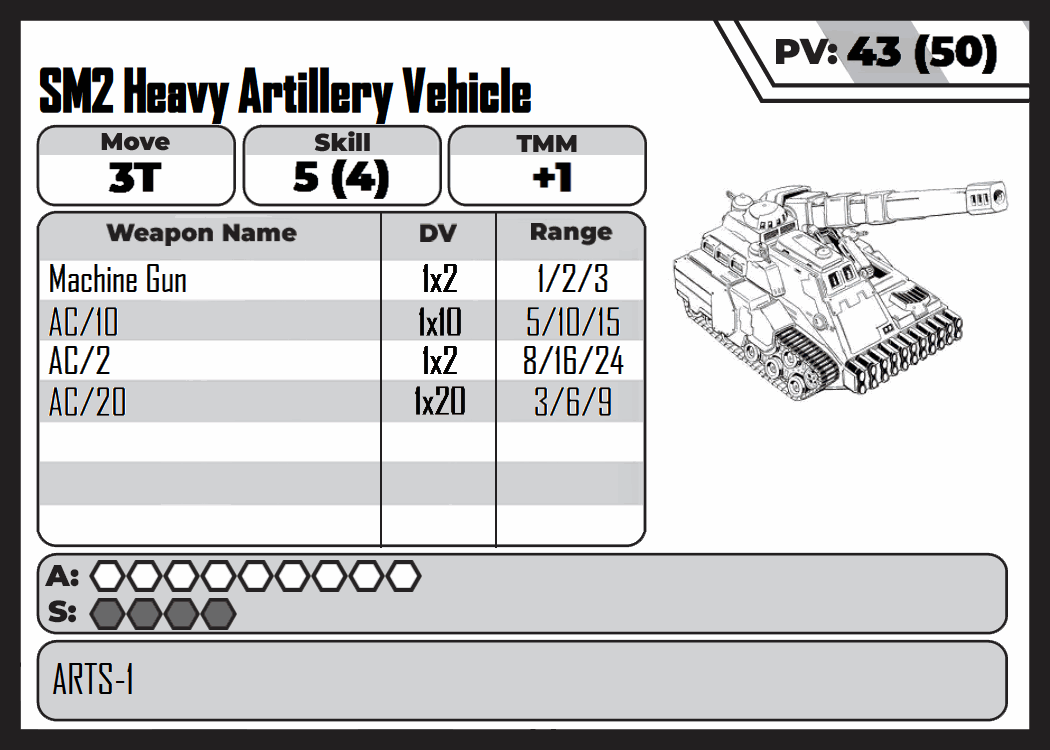 PV: 43 (50)
SM2 Heavy Artillery Vehicle
Move Skill TMM
3T 5 (4) +1
Weapon Name DV Range
Machine Gun 1x2 1/2/3
AC/10 1x10 5/10/15
AC/2 1x2 8/16/24
AC/20 1x20 3/6/9
A:
S:
ARTS-1